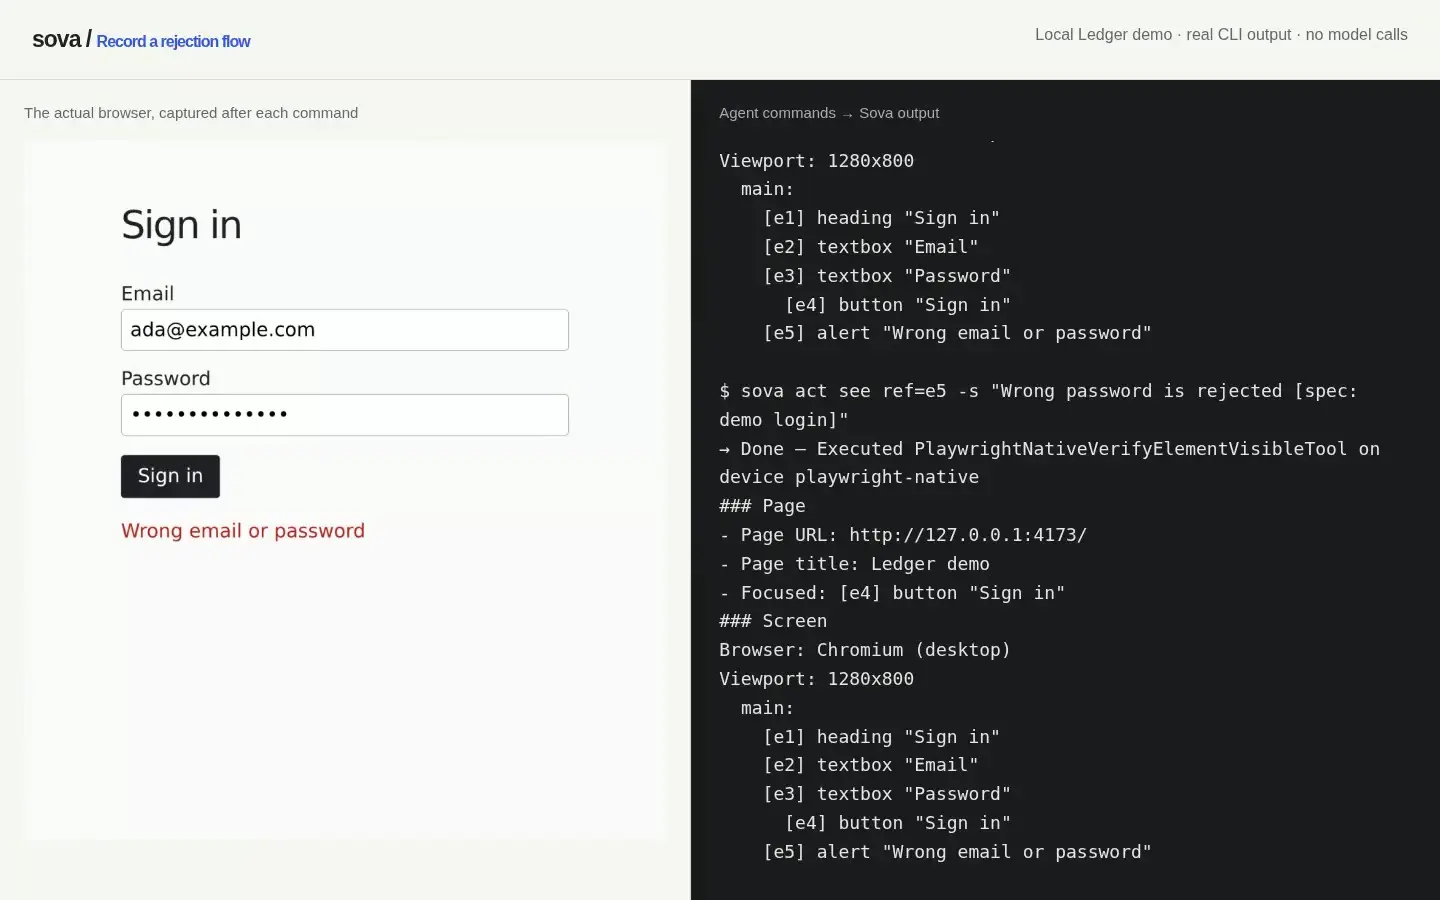 sova / Record a rejection flow
Local Ledger demo · real CLI output · no model calls
The actual browser, captured after each command
Sign in
Email
ada@example.com
Password
••••••••••••••
Sign in
Wrong email or password
Agent commands → Sova output
Viewport: 1280x800
main:
[e1] heading "Sign in"
[e2] textbox "Email"
[e3] textbox "Password"
[e4] button "Sign in"
[e5] alert "Wrong email or password"
$ sova act see ref=e5 -s "Wrong password is rejected [spec:
demo login]"
→ Done — Executed PlaywrightNativeVerifyElementVisibleTool on
device playwright-native
### Page
- Page URL: http://127.0.0.1:4173/
- Page title: Ledger demo
- Focused: [e4] button "Sign in"
### Screen
Browser: Chromium (desktop)
Viewport: 1280x800
main:
[e1] heading "Sign in"
[e2] textbox "Email"
[e3] textbox "Password"
[e4] button "Sign in"
[e5] alert "Wrong email or password"